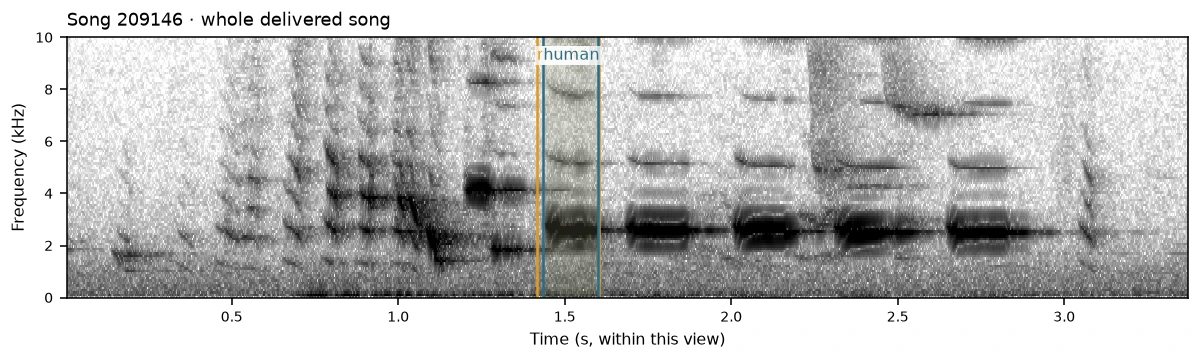 Song 209146 · whole delivered song
human
10
8
6
4
2
0
Frequency (kHz)
0.5 1.0 1.5 2.0 2.5 3.0
Time (s, within this view)